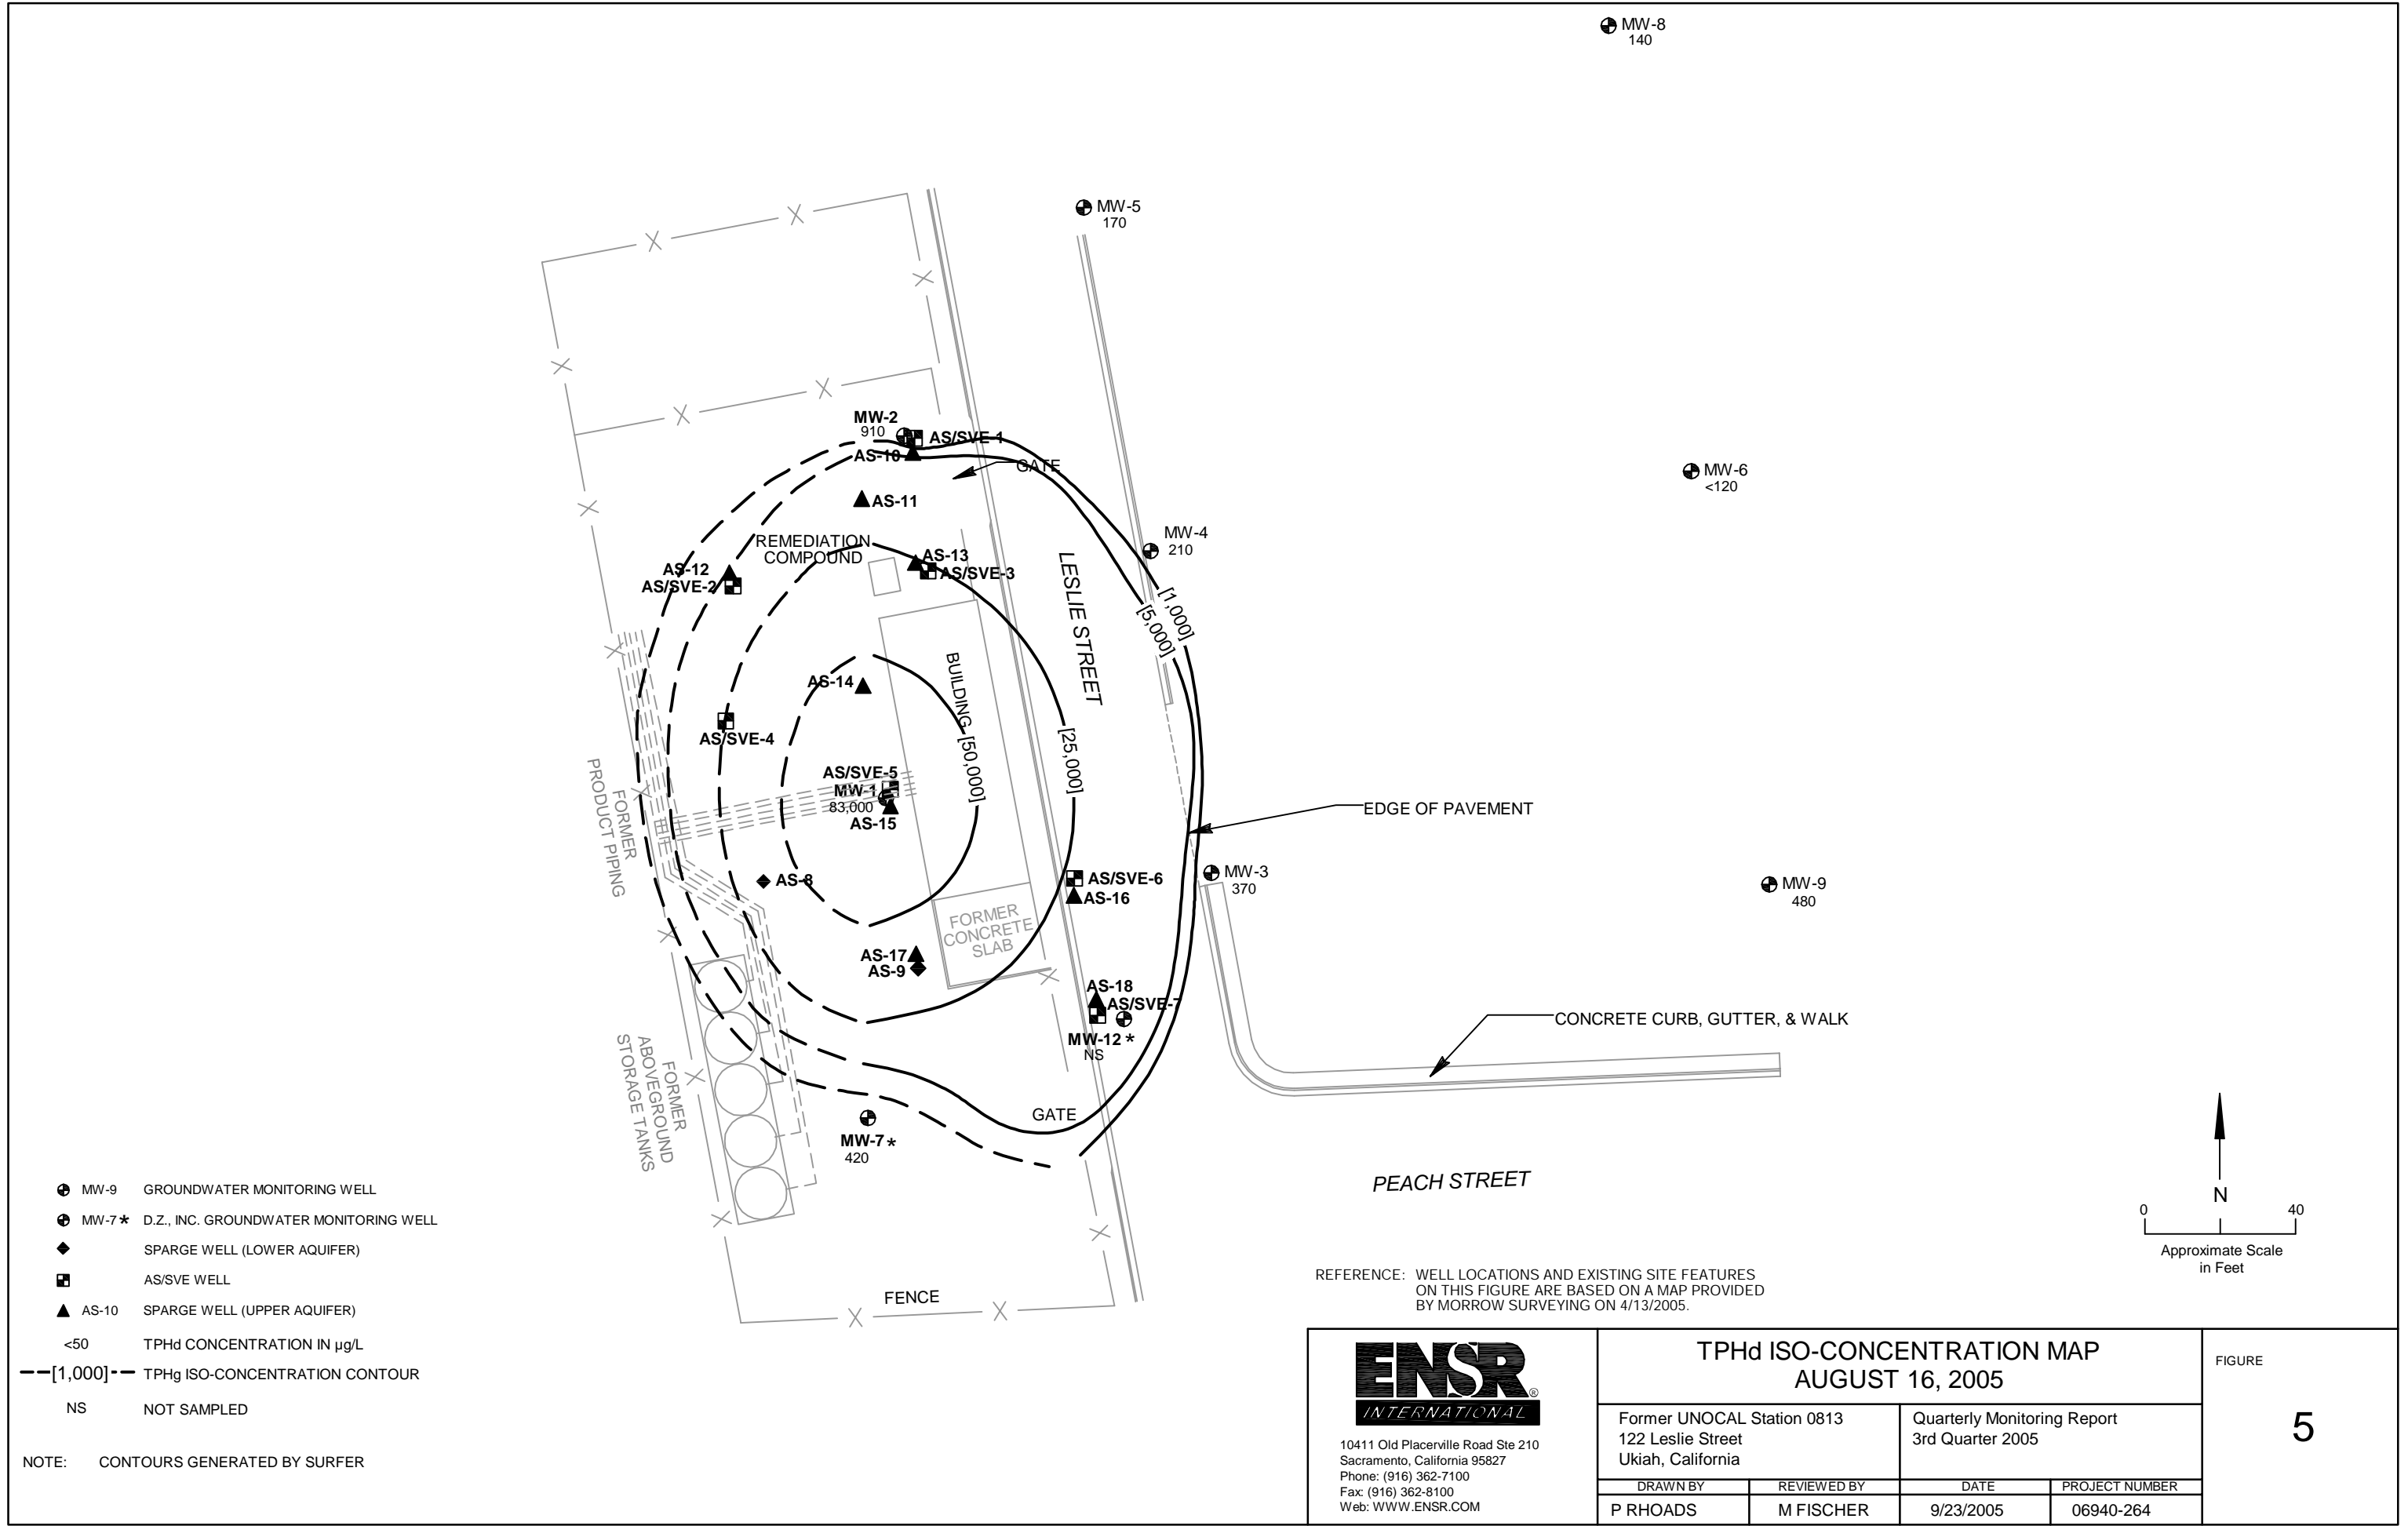 MW-8
140
MW-5
170
MW-2
910
AS/SVE-1
AS-10
GATE
AS-11
MW-6
<120
MW-4
210
REMEDIATION
COMPOUND
AS-13
AS/SVE-3
AS-12
AS/SVE-2
LESLIE STREET
[1,000]
[5,000]
AS-14
BUILDING
[50,000]
[25,000]
AS/SVE-4
AS/SVE-5
MW-1
83,000
AS-15
FORMER
PRODUCT PIPING
EDGE OF PAVEMENT
AS-8
AS/SVE-6
AS-16
MW-3
370
MW-9
480
FORMER
CONCRETE
SLAB
AS-17
AS-9
AS-18
AS/SVE-7
MW-12 *
NS
CONCRETE CURB, GUTTER, & WALK
FORMER
ABOVEGROUND
STORAGE TANKS
GATE
MW-7 *
420
PEACH STREET
FENCE
N
0 40
Approximate Scale
in Feet
MW-9 GROUNDWATER MONITORING WELL
MW-7 * D.Z., INC. GROUNDWATER MONITORING WELL
SPARGE WELL (LOWER AQUIFER)
AS/SVE WELL
AS-10 SPARGE WELL (UPPER AQUIFER)
<50 TPHd CONCENTRATION IN µg/L
[1,000] TPHg ISO-CONCENTRATION CONTOUR
NS NOT SAMPLED
NOTE: CONTOURS GENERATED BY SURFER
REFERENCE: WELL LOCATIONS AND EXISTING SITE FEATURES
ON THIS FIGURE ARE BASED ON A MAP PROVIDED
BY MORROW SURVEYING ON 4/13/2005.
ENSR®
INTERNATIONAL
10411 Old Placerville Road Ste 210
Sacramento, California 95827
Phone: (916) 362-7100
Fax: (916) 362-8100
Web: WWW.ENSR.COM
TPHd ISO-CONCENTRATION MAP
AUGUST 16, 2005
Former UNOCAL Station 0813
122 Leslie Street
Ukiah, California
Quarterly Monitoring Report
3rd Quarter 2005
DRAWN BY REVIEWED BY DATE PROJECT NUMBER
P RHOADS M FISCHER 9/23/2005 06940-264
FIGURE
5